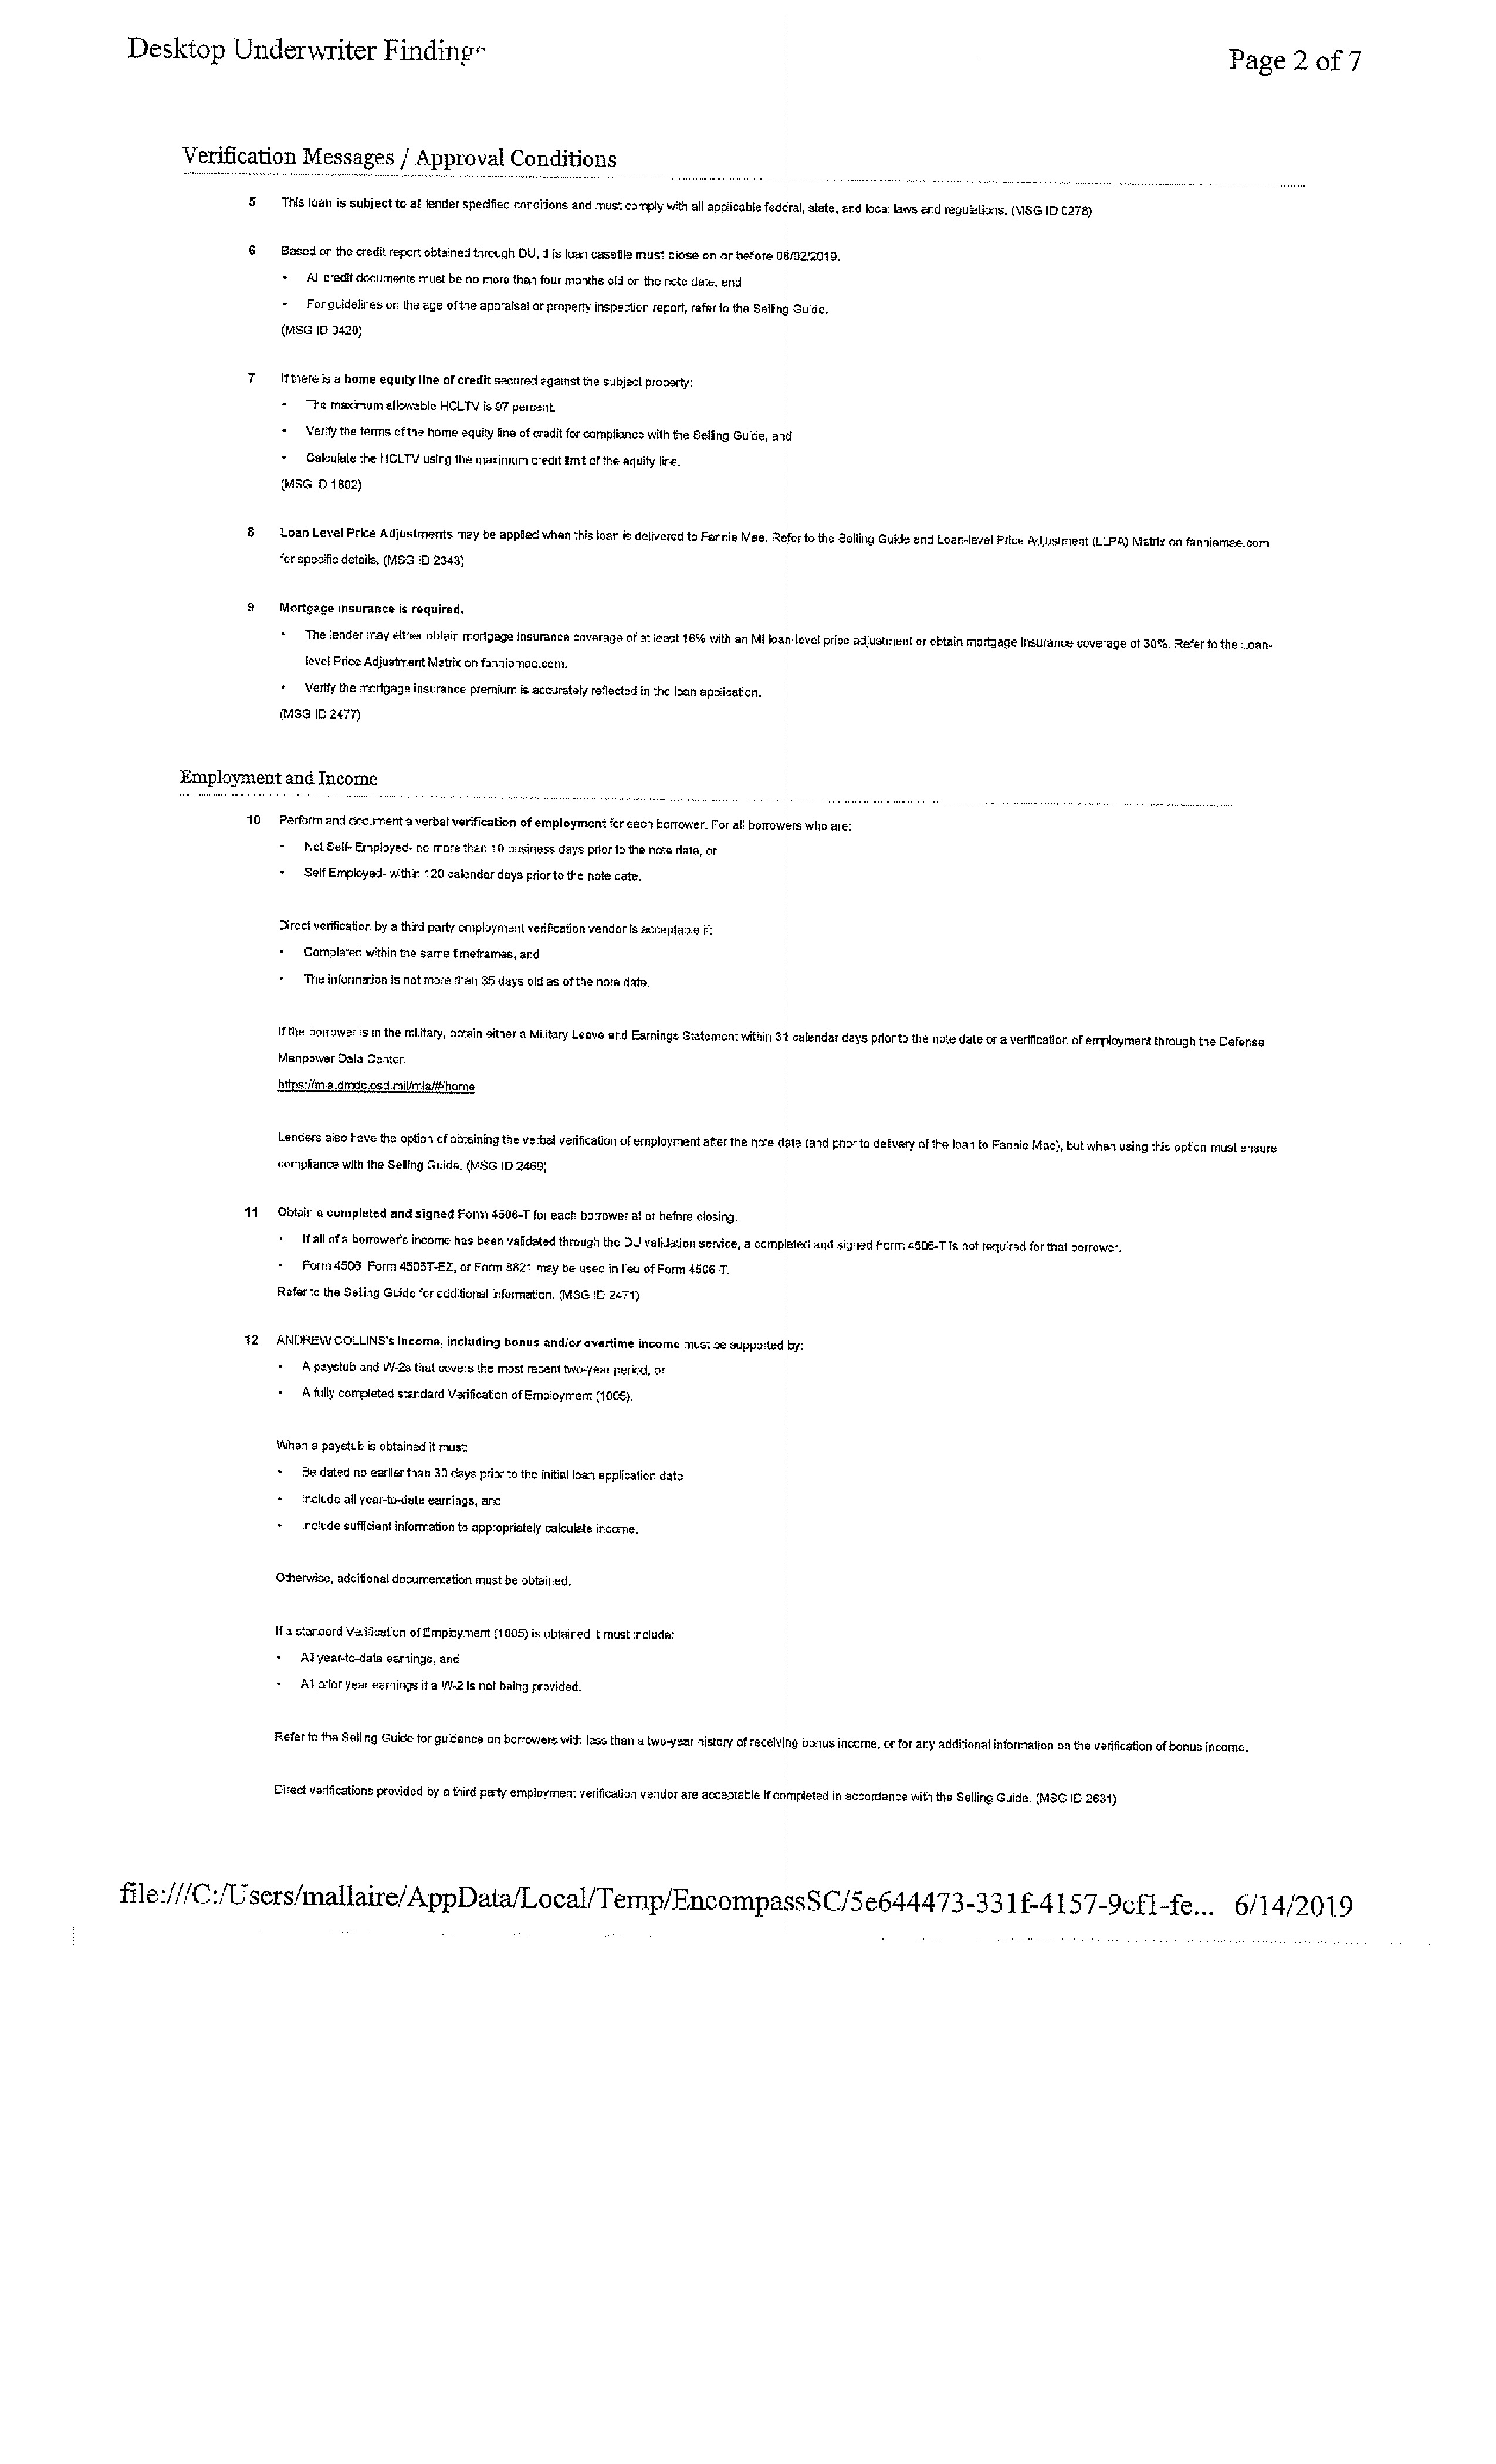 Desktop Underwriter Findings
Page 2 of 7
Verification Messages / Approval Conditions
5 This loan is subject to all lender specified conditions and must comply with all applicable federal, state, and local laws and regulations. (MSG ID 0278)
6 Based on the credit report obtained through DU, this loan casefile must close on or before 08/02/2019.
• All credit documents must be no more than four months old on the note date, and
• For guidelines on the age of the appraisal or property inspection report, refer to the Selling Guide.
(MSG ID 0420)
7 If there is a home equity line of credit secured against the subject property:
• The maximum allowable HCLTV is 97 percent,
• Verify the terms of the home equity line of credit for compliance with the Selling Guide, and
• Calculate the HCLTV using the maximum credit limit of the equity line.
(MSG ID 1802)
8 Loan Level Price Adjustments may be applied when this loan is delivered to Fannie Mae. Refer to the Selling Guide and Loan-level Price Adjustment (LLPA) Matrix on fanniemae.com
for specific details. (MSG ID 2343)
9 Mortgage insurance is required.
• The lender may either obtain mortgage insurance coverage of at least 16% with an MI loan-level price adjustment or obtain mortgage insurance coverage of 30%. Refer to the Loan-
level Price Adjustment Matrix on fanniemae.com.
• Verify the mortgage insurance premium is accurately reflected in the loan application.
(MSG ID 2477)
Employment and Income
10 Perform and document a verbal verification of employment for each borrower. For all borrowers who are:
• Not Self- Employed- no more than 10 business days prior to the note date, or
• Self Employed- within 120 calendar days prior to the note date.
Direct verification by a third party employment verification vendor is acceptable if:
• Completed within the same timeframes, and
• The information is not more than 35 days old as of the note date.
If the borrower is in the military, obtain either a Military Leave and Earnings Statement within 31 calendar days prior to the note date or a verification of employment through the Defense
Manpower Data Center.
https://mla.dmdc.osd.mil/mla/#/home
Lenders also have the option of obtaining the verbal verification of employment after the note date (and prior to delivery of the loan to Fannie Mae), but when using this option must ensure
compliance with the Selling Guide. (MSG ID 2469)
11 Obtain a completed and signed Form 4506-T for each borrower at or before closing.
• If all of a borrower's income has been validated through the DU validation service, a completed and signed Form 4506-T is not required for that borrower.
• Form 4506, Form 4506T-EZ, or Form 8821 may be used in lieu of Form 4506-T.
Refer to the Selling Guide for additional information. (MSG ID 2471)
12 ANDREW COLLINS's income, including bonus and/or overtime income must be supported by:
• A paystub and W-2s that covers the most recent two-year period, or
• A fully completed standard Verification of Employment (1005).
When a paystub is obtained it must:
• Be dated no earlier than 30 days prior to the initial loan application date,
• Include all year-to-date earnings, and
• Include sufficient information to appropriately calculate income.
Otherwise, additional documentation must be obtained.
If a standard Verification of Employment (1005) is obtained it must include:
• All year-to-date earnings, and
• All prior year earnings if a W-2 is not being provided.
Refer to the Selling Guide for guidance on borrowers with less than a two-year history of receiving bonus income, or for any additional information on the verification of bonus income.
Direct verifications provided by a third party employment verification vendor are acceptable if completed in accordance with the Selling Guide. (MSG ID 2631)
file:///C:/Users/mallaire/AppData/Local/Temp/EncompassSC/5e644473-331f-4157-9cf1-fe... 6/14/2019